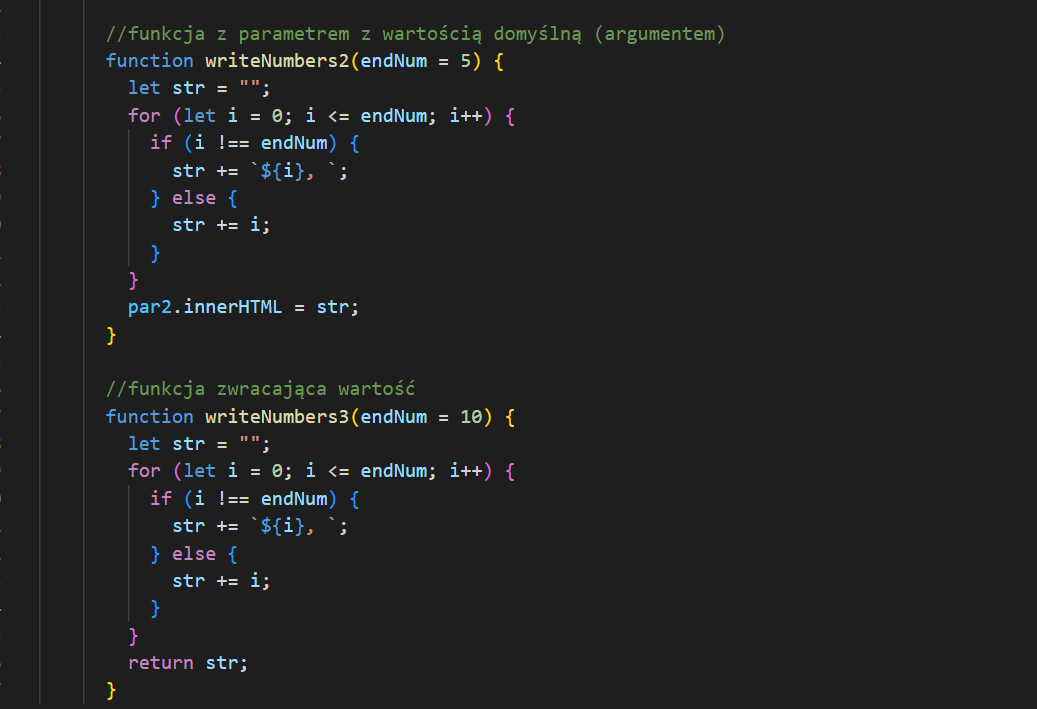 //funkcja z parametrem z wartością domyślną (argumentem)
function writeNumbers2(endNum = 5) {
  let str = "";
  for (let i = 0; i <= endNum; i++) {
    if (i !== endNum) {
      str += `${i}, `;
    } else {
      str += i;
    }
  }
  par2.innerHTML = str;
}

//funkcja zwracająca wartość
function writeNumbers3(endNum = 10) {
  let str = "";
  for (let i = 0; i <= endNum; i++) {
    if (i !== endNum) {
      str += `${i}, `;
    } else {
      str += i;
    }
  }
  return str;
}